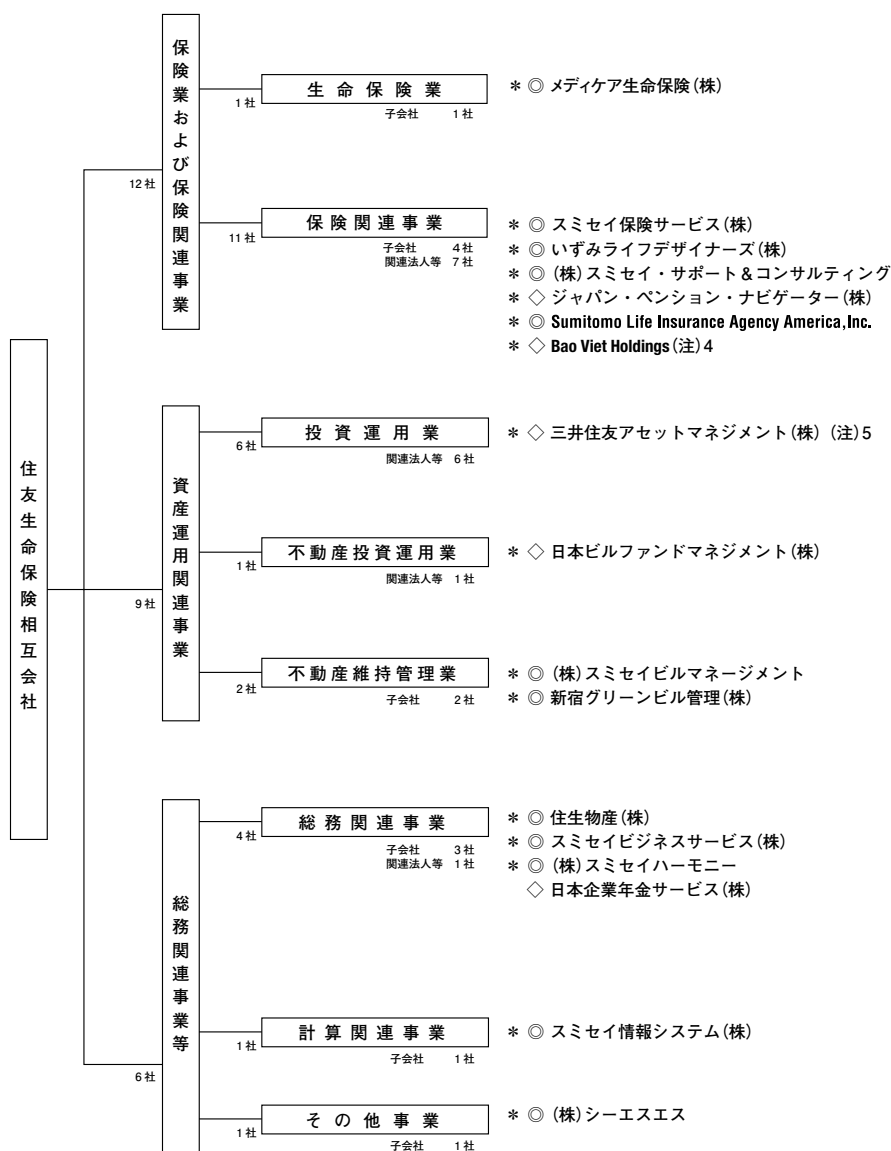 住友生命保険相互会社
12社
保険業および保険関連事業
1社
生命保険業
子会社 1社
＊ ◎ メディケア生命保険(株)
11社
保険関連事業
子会社 4社
関連法人等 7社
＊ ◎ スミセイ保険サービス(株)
＊ ◎ いずみライフデザイナーズ(株)
＊ ◎ (株)スミセイ・サポート＆コンサルティング
＊ ◇ ジャパン・ペンション・ナビゲーター(株)
＊ ◎ Sumitomo Life Insurance Agency America,Inc.
＊ ◇ Bao Viet Holdings(注)4
9社
資産運用関連事業
6社
投資運用業
関連法人等 6社
＊ ◇ 三井住友アセットマネジメント(株) (注)5
1社
不動産投資運用業
関連法人等 1社
＊ ◇ 日本ビルファンドマネジメント(株)
2社
不動産維持管理業
子会社 2社
＊ ◎ (株)スミセイビルマネージメント
＊ ◎ 新宿グリーンビル管理(株)
6社
総務関連事業等
4社
総務関連事業
子会社 3社
関連法人等 1社
＊ ◎ 住生物産(株)
＊ ◎ スミセイビジネスサービス(株)
＊ ◎ (株)スミセイハーモニー
◇ 日本企業年金サービス(株)
1社
計算関連事業
子会社 1社
＊ ◎ スミセイ情報システム(株)
1社
その他事業
子会社 1社
＊ ◎ (株)シーエスエス